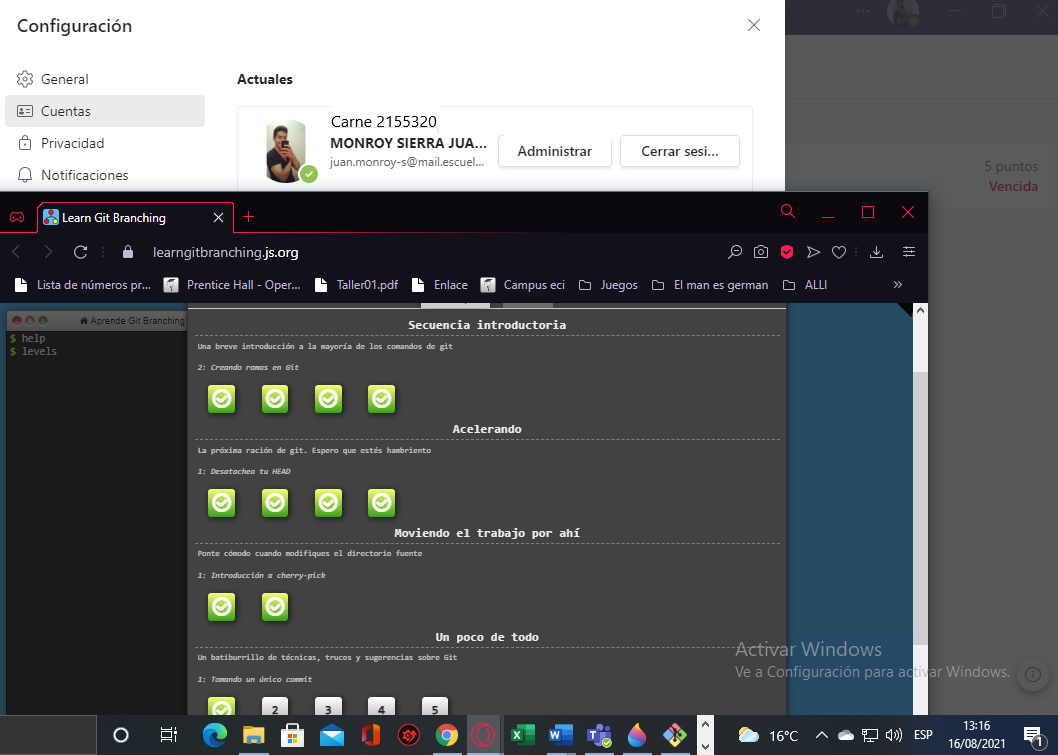 Configuración
General
Cuentas
Privacidad
Notificaciones
Actuales
Carne 2155320
MONROY SIERRA JUA...
juan.monroy-s@mail.escuel...
Administrar
Cerrar sesi...
5 puntos
Vencida
Learn Git Branching
learngitbranching.js.org
Lista de números pr...
Prentice Hall - Oper...
Taller01.pdf
Enlace
Campus eci
Juegos
El man es german
ALLI
»
Aprende Git Branching
$ help
$ levels
Secuencia introductoria
Una breve introducción a la mayoría de los comandos de git
2: Creando ramas en Git
Acelerando
La próxima ración de git. Espero que estés hambriento
1: Desatachea tu HEAD
Moviendo el trabajo por ahí
Ponte cómodo cuando modifiques el directorio fuente
1: Introducción a cherry-pick
Un poco de todo
Un batiburrillo de técnicas, trucos y sugerencias sobre Git
1: Tomando un único commit
2 3 4 5
Activar Windows
Ve a Configuración para activar Windows.
16°C
ESP
13:16
16/08/2021
1